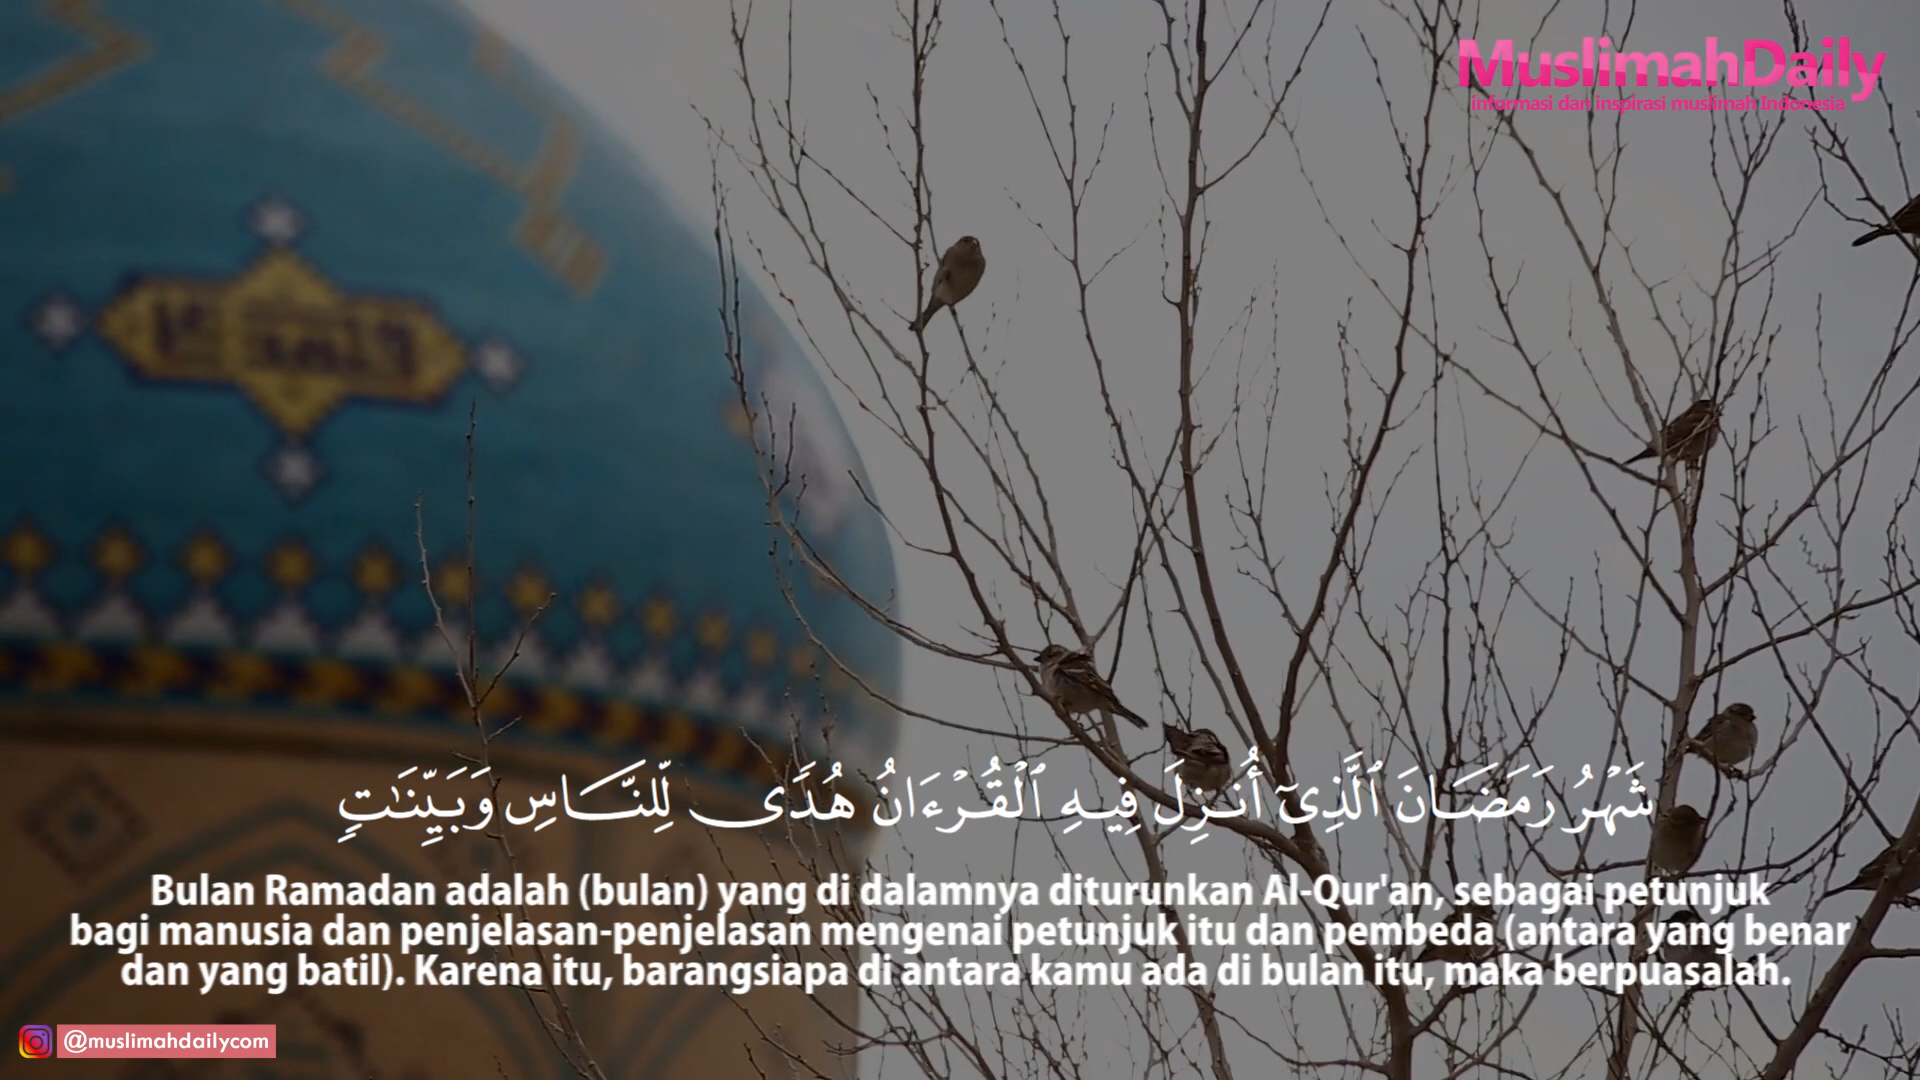 MuslimahDaily
informasi dan inspirasi muslimah Indonesia
شَهْرُ رَمَضَانَ ٱلَّذِىٓ أُنزِلَ فِيهِ ٱلْقُرْءَانُ هُدًى لِّلنَّاسِ وَبَيِّنَٰتٍ
Bulan Ramadan adalah (bulan) yang di dalamnya diturunkan Al-Qur'an, sebagai petunjuk
bagi manusia dan penjelasan-penjelasan mengenai petunjuk itu dan pembeda (antara yang benar
dan yang batil). Karena itu, barangsiapa di antara kamu ada di bulan itu, maka berpuasalah.
@muslimahdailycom